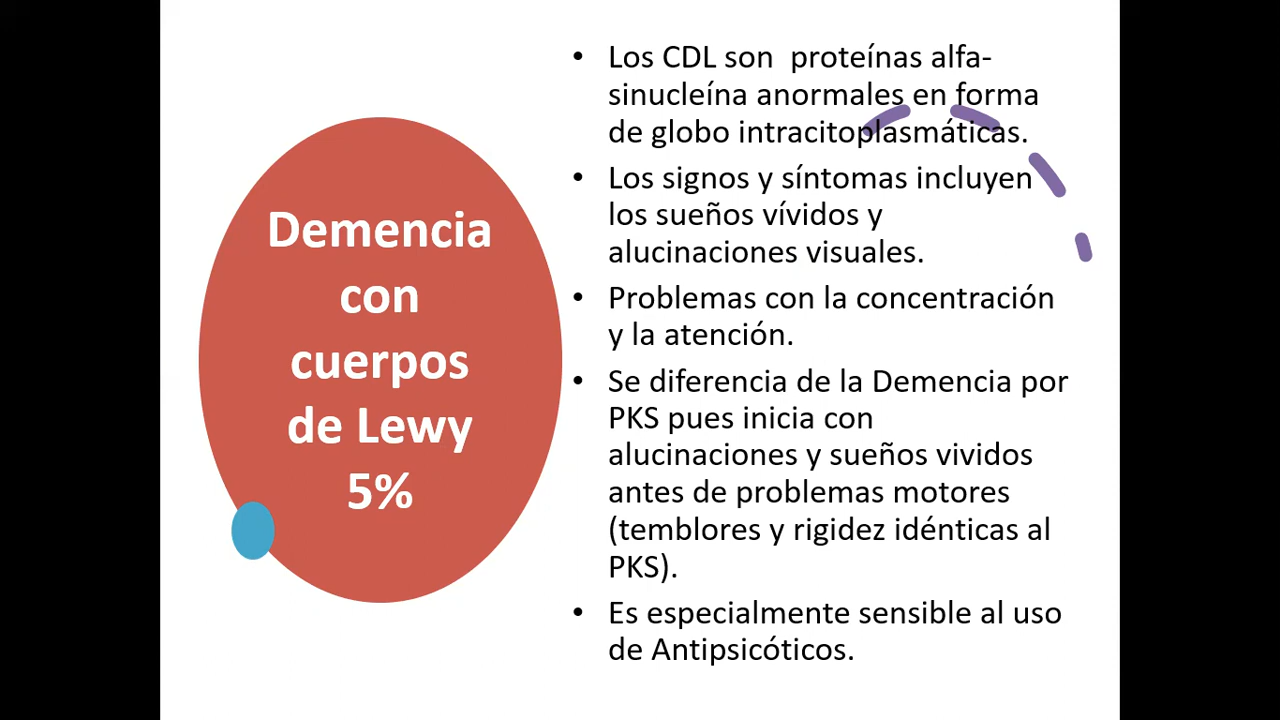 Demencia
con
cuerpos
de Lewy
5%
• Los CDL son  proteínas alfa-
sinucleína anormales en forma
de globo intracitoplasmáticas.
• Los signos y síntomas incluyen
los sueños vívidos y
alucinaciones visuales.
• Problemas con la concentración
y la atención.
• Se diferencia de la Demencia por
PKS pues inicia con
alucinaciones y sueños vividos
antes de problemas motores
(temblores y rigidez idénticas al
PKS).
• Es especialmente sensible al uso
de Antipsicóticos.